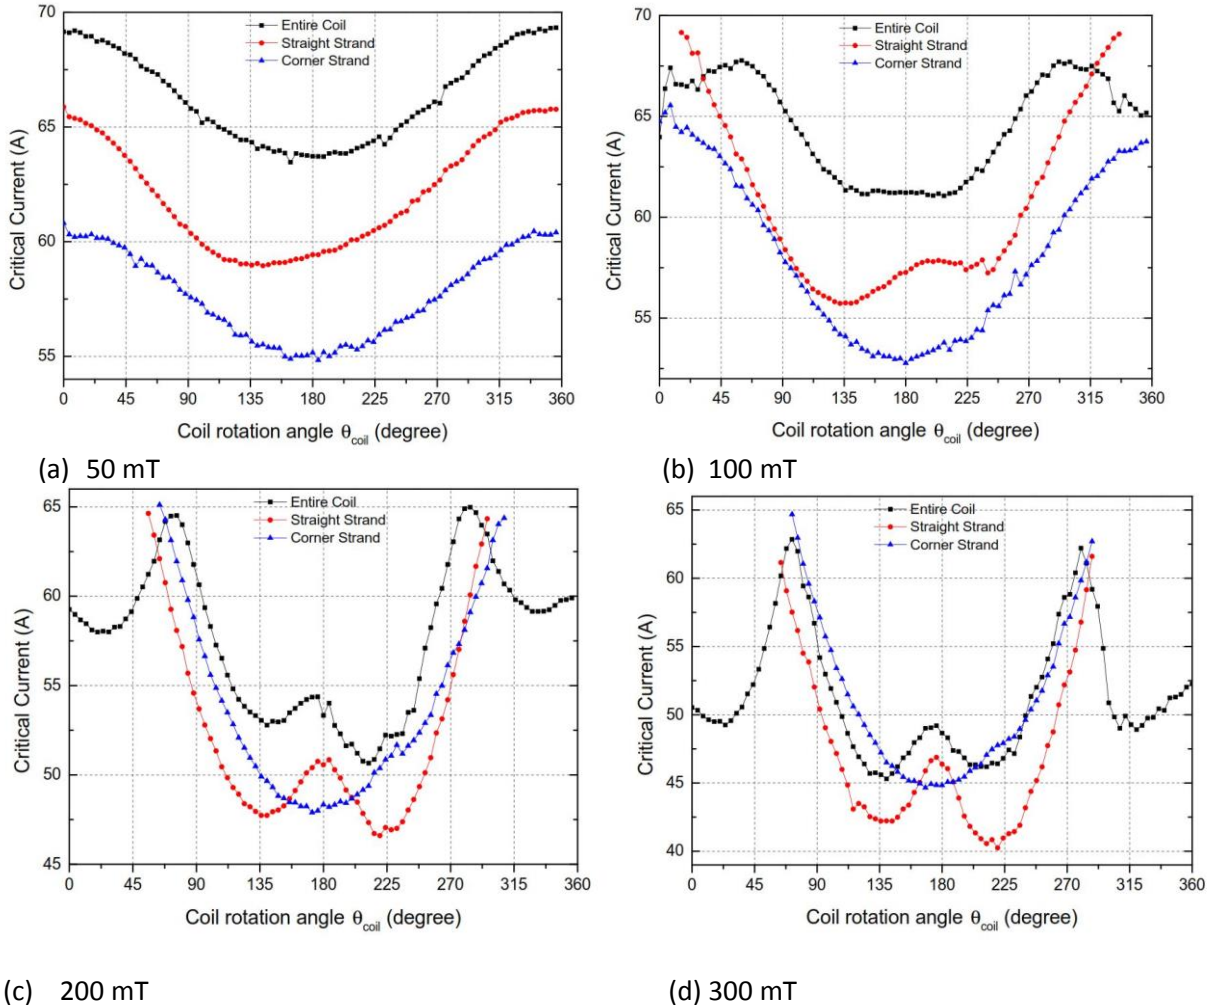 Entire Coil
Straight Strand
Corner Strand
Critical Current (A)
70
65
60
55
0 45 90 135 180 225 270 315 360
Coil rotation angle θcoil (degree)
(a) 50 mT
Entire Coil
Straight Strand
Corner Strand
Critical Current (A)
70
65
60
55
0 45 90 135 180 225 270 315 360
Coil rotation angle θcoil (degree)
(b) 100 mT
Entire Coil
Straight Strand
Corner Strand
Critical Current (A)
65
60
55
50
45
0 45 90 135 180 225 270 315 360
Coil rotation angle θcoil (degree)
(c) 200 mT
Entire Coil
Straight Strand
Corner Strand
Critical Current (A)
65
60
55
50
45
40
0 45 90 135 180 225 270 315 360
Coil rotation angle θcoil (degree)
(d) 300 mT